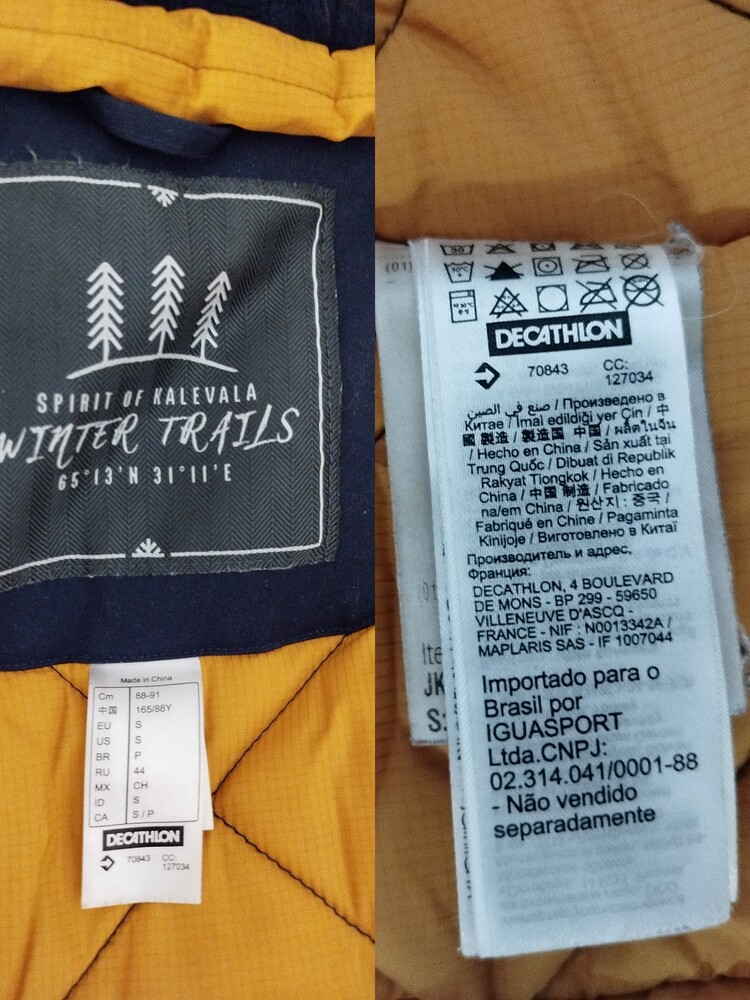 SPIRIT OF KALEVALA
WINTER TRAILS
65°13'N 31°11'E
Made in China
Cm 88-91
中国 165/88Y
EU S
US S
BR P
RU 44
MX CH
ID S
CA S / P
DECATHLON
70843 CC:
127034
(01)
30°C
DECATHLON
70843 CC:
127034
صنع في الصين / Произведено в
Китае / İmal edildiği yer Çin / 中
國 製造 / 製造国 中国 / ผลิตในจีน
/ Hecho en China / Sản xuất tại
Trung Quốc / Dibuat di Republik
Rakyat Tiongkok / Hecho en
China / 中国 制造 / Fabricado
na/em China / 원산지 : 중국 /
Fabriqué en Chine / Pagaminta
Kinijoje / Виготовлено в Китаї
Производитель и адрес,
Франция:
DECATHLON, 4 BOULEVARD
DE MONS - BP 299 - 59650
VILLENEUVE D'ASCQ -
FRANCE - NIF : N0013342A /
MAPLARIS SAS - IF 1007044
Importado para o
Brasil por
IGUASPORT
Ltda.CNPJ:
02.314.041/0001-88
- Não vendido
separadamente
JK
S: